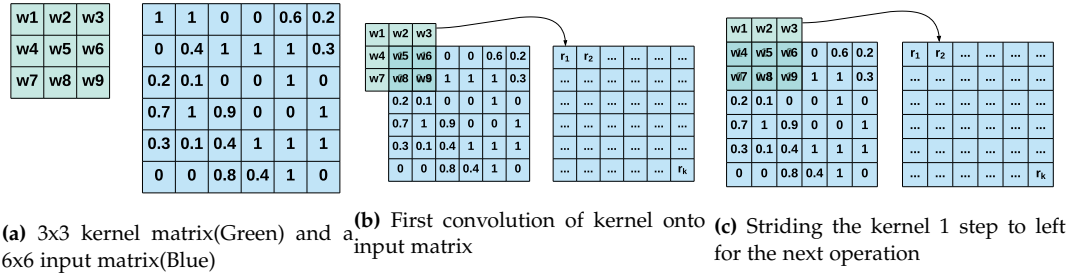 w1 w2 w3
w4 w5 w6
w7 w8 w9
1 1 0 0 0.6 0.2
0 0.4 1 1 1 0.3
0.2 0.1 0 0 1 0
0.7 1 0.9 0 0 1
0.3 0.1 0.4 1 1 1
0 0 0.8 0.4 1 0
(a) 3x3 kernel matrix(Green) and a
6x6 input matrix(Blue)
w1 w2 w3
w4 w5 w6 0 0 0.6 0.2
w7 w8 w9 1 1 1 0.3
0.2 0.1 0 0 1 0
0.7 1 0.9 0 0 1
0.3 0.1 0.4 1 1 1
0 0 0.8 0.4 1 0
r₁ r₂ ... ... ... ...
... ... ... ... ... ...
... ... ... ... ... ...
... ... ... ... ... ...
... ... ... ... ... ...
... ... ... ... ... rₖ
(b) First convolution of kernel onto
input matrix
w1 w2 w3
w4 w5 w6 0 0.6 0.2
w7 w8 w9 1 1 0.3
0.2 0.1 0 0 1 0
0.7 1 0.9 0 0 1
0.3 0.1 0.4 1 1 1
0 0 0.8 0.4 1 0
r₁ r₂ ... ... ... ...
... ... ... ... ... ...
... ... ... ... ... ...
... ... ... ... ... ...
... ... ... ... ... ...
... ... ... ... ... rₖ
(c) Striding the kernel 1 step to left
for the next operation